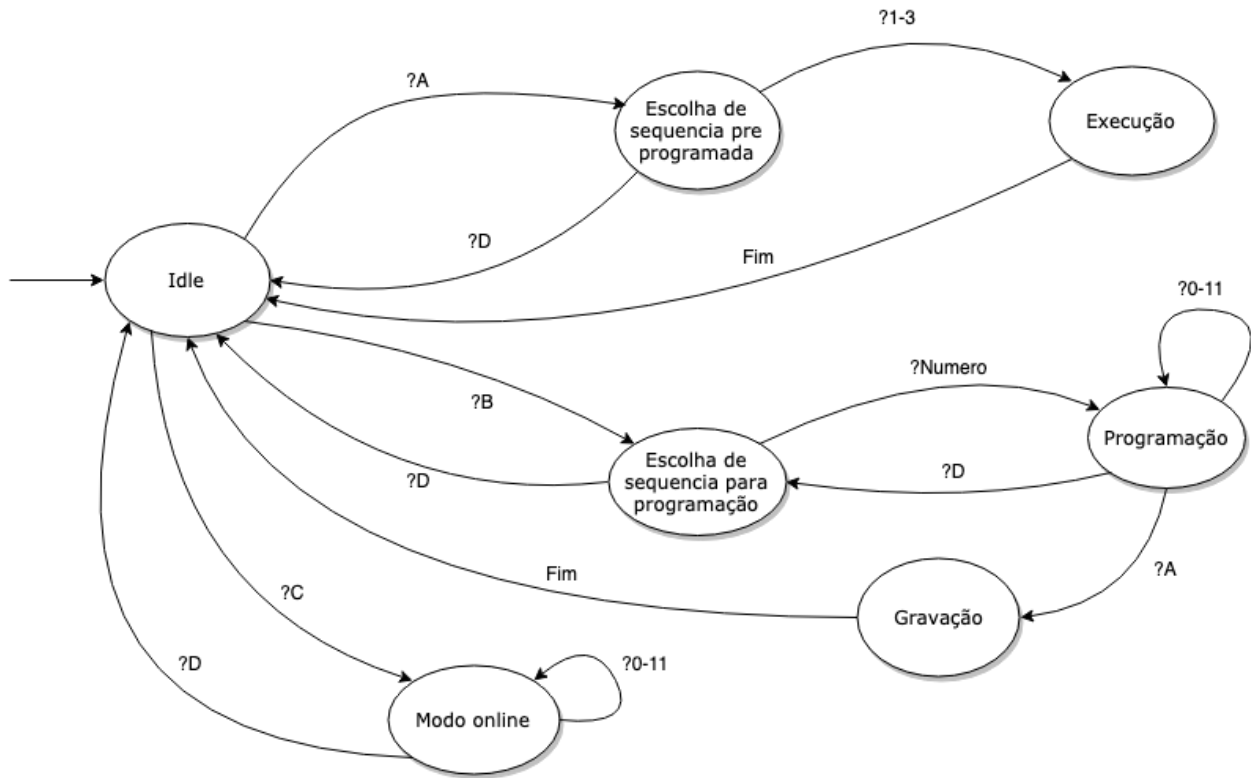 ?1-3
?A
Escolha de
sequencia pre
programada
Execução
?D
Fim
Idle
?0-11
?Numero
?B
Programação
Escolha de
sequencia para
programação
?D
?D
Fim
?A
?C
Gravação
?D
?0-11
Modo online